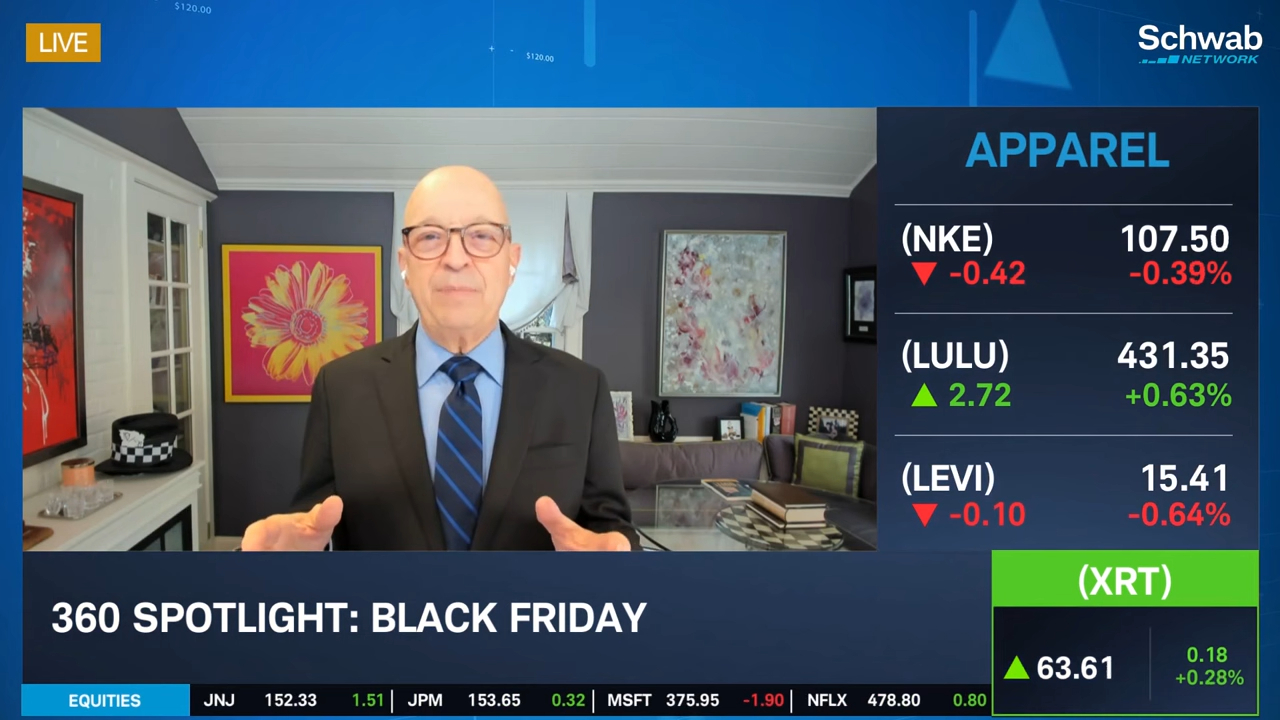 $120.00
$120.00
LIVE
Schwab
NETWORK
APPAREL
(NKE) 107.50
▼ -0.42 -0.39%
(LULU) 431.35
▲ 2.72 +0.63%
(LEVI) 15.41
▼ -0.10 -0.64%
360 SPOTLIGHT: BLACK FRIDAY
(XRT)
▲ 63.61 0.18
+0.28%
EQUITIES JNJ 152.33 1.51 JPM 153.65 0.32 MSFT 375.95 -1.90 NFLX 478.80 0.80